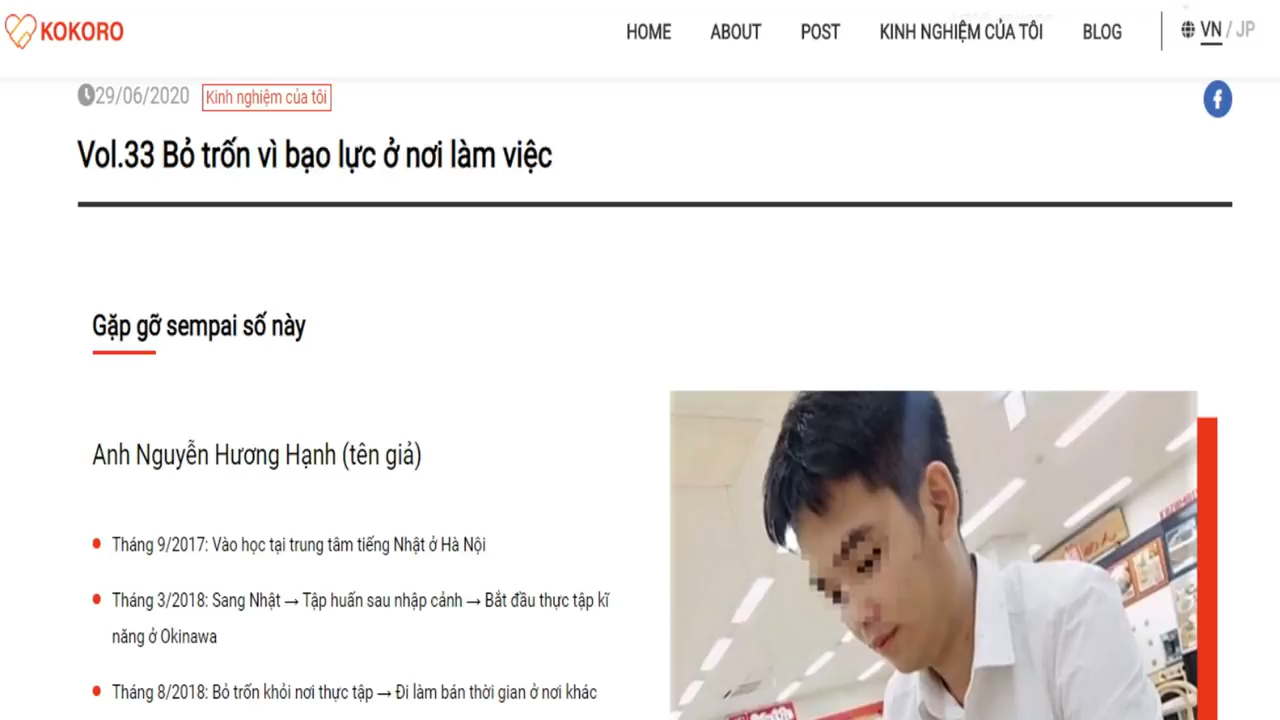 KOKORO
HOME ABOUT POST KINH NGHIỆM CỦA TÔI BLOG VN / JP
29/06/2020 Kinh nghiệm của tôi
Vol.33 Bỏ trốn vì bạo lực ở nơi làm việc
Gặp gỡ sempai số này
Anh Nguyễn Hương Hạnh (tên giả)
Tháng 9/2017: Vào học tại trung tâm tiếng Nhật ở Hà Nội
Tháng 3/2018: Sang Nhật → Tập huấn sau nhập cảnh → Bắt đầu thực tập kĩ
năng ở Okinawa
Tháng 8/2018: Bỏ trốn khỏi nơi thực tập → Đi làm bán thời gian ở nơi khác